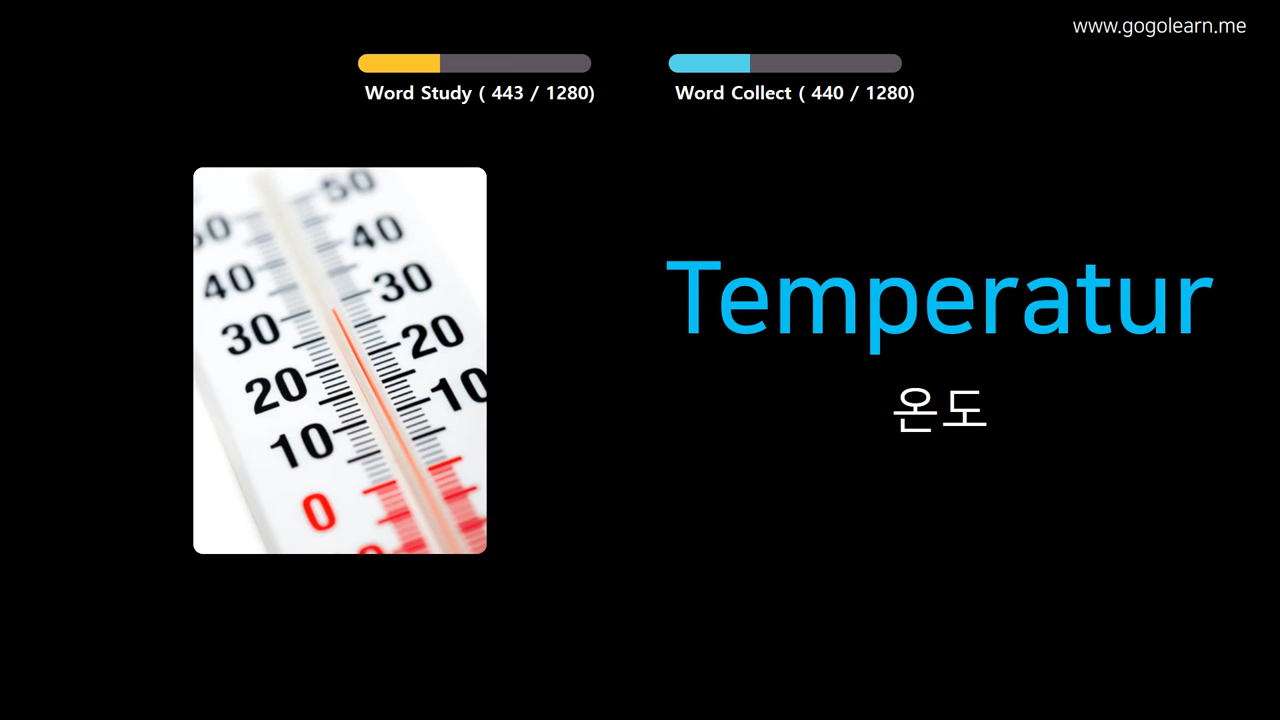 www.gogolearn.me
Word Study ( 443 / 1280)
Word Collect ( 440 / 1280)
50
50
40
40
30
30
20
20
10
10
0
Temperatur
온도